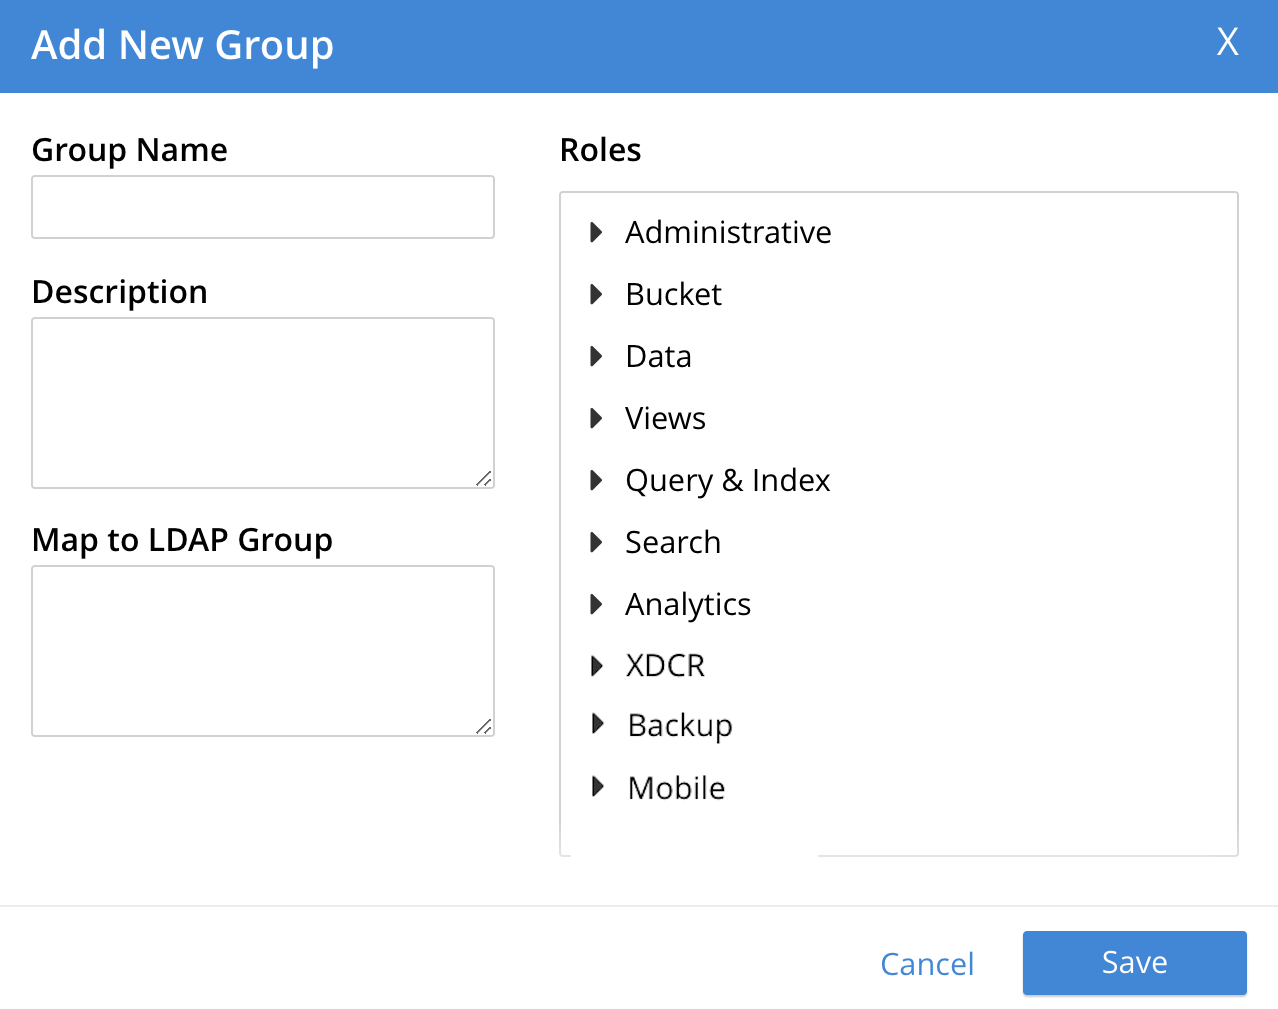 Add New Group
X
Group Name
Description
Map to LDAP Group
Roles
Administrative
Bucket
Data
Views
Query & Index
Search
Analytics
XDCR
Backup
Mobile
Cancel
Save